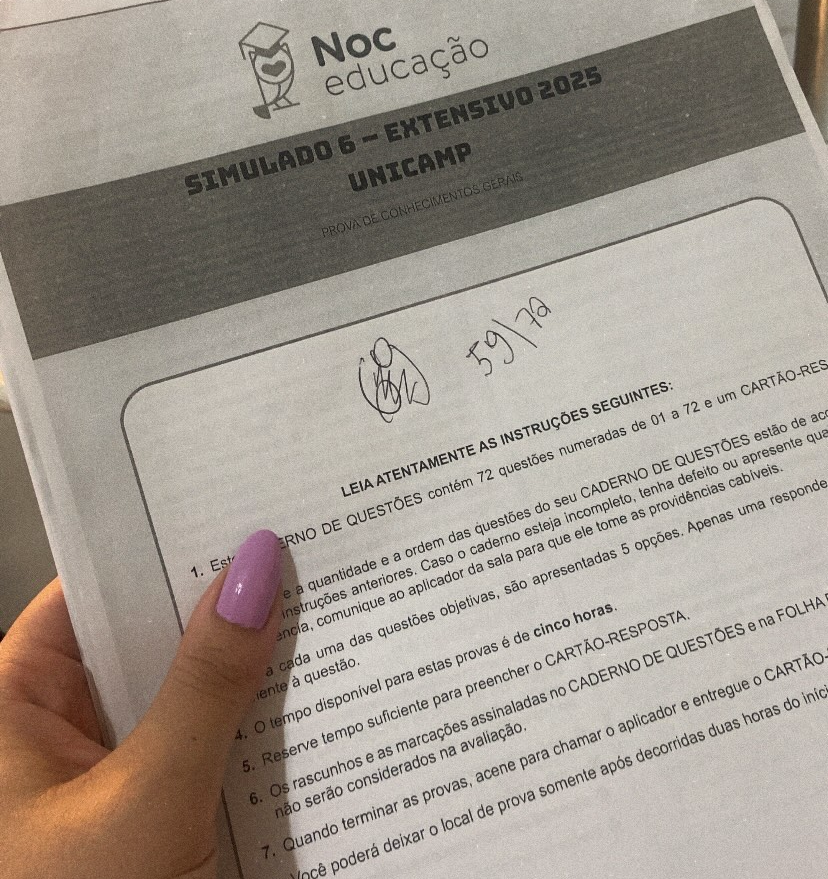 Noc
educação
SIMULADO 6 – EXTENSIVO 2025
UNICAMP
PROVA DE CONHECIMENTOS GERAIS
59\72
LEIA ATENTAMENTE AS INSTRUÇÕES SEGUINTES:
1. Est ERNO DE QUESTÕES contém 72 questões numeradas de 01 a 72 e um CARTÃO-RES
e a quantidade e a ordem das questões do seu CADERNO DE QUESTÕES estão de aco
instruções anteriores. Caso o caderno esteja incompleto, tenha defeito ou apresente qua
ência, comunique ao aplicador da sala para que ele tome as providências cabíveis.
a cada uma das questões objetivas, são apresentadas 5 opções. Apenas uma responde
ente à questão.
4. O tempo disponível para estas provas é de cinco horas.
5. Reserve tempo suficiente para preencher o CARTÃO-RESPOSTA.
6. Os rascunhos e as marcações assinaladas no CADERNO DE QUESTÕES e na FOLHA
não serão considerados na avaliação.
7. Quando terminar as provas, acene para chamar o aplicador e entregue o CARTÃO-
Você poderá deixar o local de prova somente após decorridas duas horas do iníci